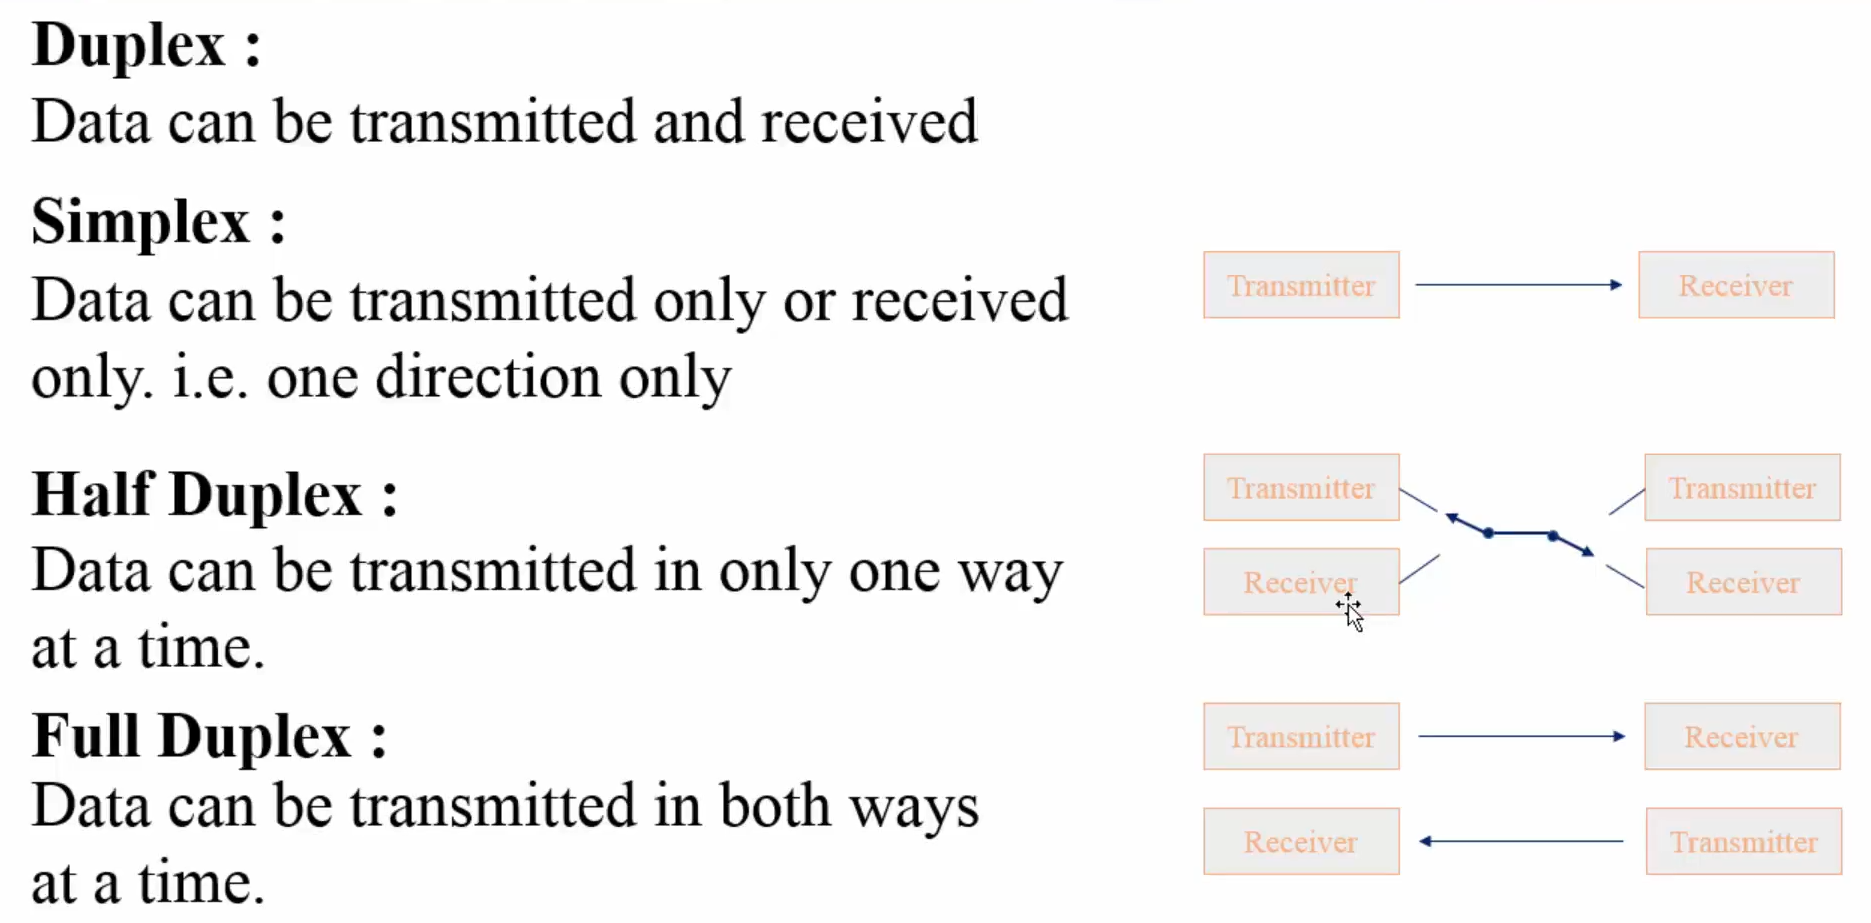 Duplex :
Data can be transmitted and received
Simplex :
Data can be transmitted only or received
only. i.e. one direction only
Transmitter
Receiver
Half Duplex :
Data can be transmitted in only one way
at a time.
Transmitter
Transmitter
Receiver
Receiver
Full Duplex :
Data can be transmitted in both ways
at a time.
Transmitter
Receiver
Receiver
Transmitter